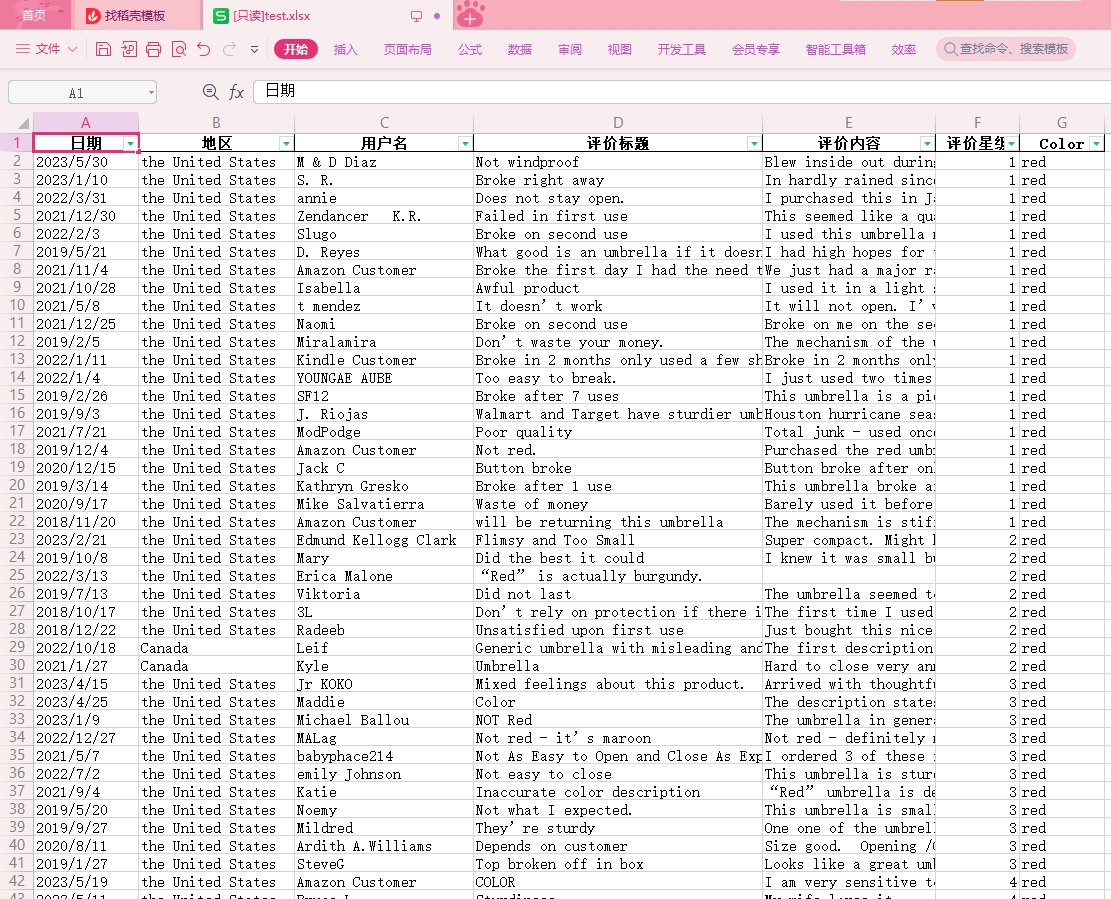 首页 找稻壳模板 [只读]test.xlsx
文件 开始 插入 页面布局 公式 数据 审阅 视图 开发工具 会员专享 智能工具箱 效率 查找命令、搜索模板
A1 fx 日期
A B C D E F G
1 日期 地区 用户名 评价标题 评价内容 评价星级 Color
2 2023/5/30 the United States M & D Diaz Not windproof Blew inside out during 1 red
3 2023/1/10 the United States S. R. Broke right away In hardly rained since 1 red
4 2022/3/31 the United States annie Does not stay open. I purchased this in 1 red
5 2021/12/30 the United States Zendancer K.R. Failed in first use This seemed like a 1 red
6 2022/2/3 the United States Slugo Broke on second use I used this umbrella 1 red
7 2019/5/21 the United States D. Reyes What good is an umbrella if it doesn I had high hopes for 1 red
8 2021/11/4 the United States Amazon Customer Broke the first day I had the need t We just had a major 1 red
9 2021/10/28 the United States Isabella Awful product I used it in a light 1 red
10 2021/5/8 the United States t mendez It doesn’t work It will not open. I’ 1 red
11 2021/12/25 the United States Naomi Broke on second use Broke on me on the 1 red
12 2019/2/5 the United States Miralamira Don’t waste your money. The mechanism of the 1 red
13 2022/1/11 the United States Kindle Customer Broke in 2 months only used a few sh Broke in 2 months only 1 red
14 2022/1/4 the United States YOUNGAE AUBE Too easy to break. I just used two times 1 red
15 2019/2/26 the United States SF12 Broke after 7 uses This umbrella is a 1 red
16 2019/9/3 the United States J. Riojas Walmart and Target have sturdier umb Houston hurricane 1 red
17 2021/7/21 the United States ModPodge Poor quality Total junk - used once 1 red
18 2019/12/4 the United States Amazon Customer Not red. Purchased the red umb 1 red
19 2020/12/15 the United States Jack C Button broke Button broke after 1 red
20 2019/3/14 the United States Kathryn Gresko Broke after 1 use This umbrella broke 1 red
21 2020/9/17 the United States Mike Salvatierra Waste of money Barely used it before 1 red
22 2018/11/20 the United States Amazon Customer will be returning this umbrella The mechanism is 1 red
23 2023/2/21 the United States Edmund Kellogg Clark Flimsy and Too Small Super compact. Might 2 red
24 2019/10/8 the United States Mary Did the best it could I knew it was small 2 red
25 2022/3/13 the United States Erica Malone “Red” is actually burgundy. 2 red
26 2019/7/13 the United States Viktoria Did not last The umbrella seemed 2 red
27 2018/10/17 the United States 3L Don’t rely on protection if there i The first time I used 2 red
28 2018/12/22 the United States Radeeb Unsatisfied upon first use Just bought this nice 2 red
29 2022/10/18 Canada Leif Generic umbrella with misleading and The first description 2 red
30 2021/1/27 Canada Kyle Umbrella Hard to close very 2 red
31 2023/4/15 the United States Jr KOKO Mixed feelings about this product. Arrived with 3 red
32 2023/4/25 the United States Maddie Color The description states 3 red
33 2023/1/9 the United States Michael Ballou NOT Red The umbrella in 3 red
34 2022/12/27 the United States MALag Not red - it’s maroon Not red - definitely 3 red
35 2021/5/7 the United States babyphace214 Not As Easy to Open and Close As Exp I ordered 3 of these 3 red
36 2022/7/2 the United States emily Johnson Not easy to close This umbrella is 3 red
37 2021/9/4 the United States Katie Inaccurate color description “Red” umbrella is 3 red
38 2019/5/20 the United States Noemy Not what I expected. This umbrella is 3 red
39 2019/9/27 the United States Mildred They’re sturdy One one of the 3 red
40 2020/8/11 the United States Ardith A.Williams Depends on customer Size good. Opening 3 red
41 2019/1/27 the United States SteveG Top broken off in box Looks like a great 3 red
42 2023/5/19 the United States Amazon Customer COLOR I am very sensitive 4 red